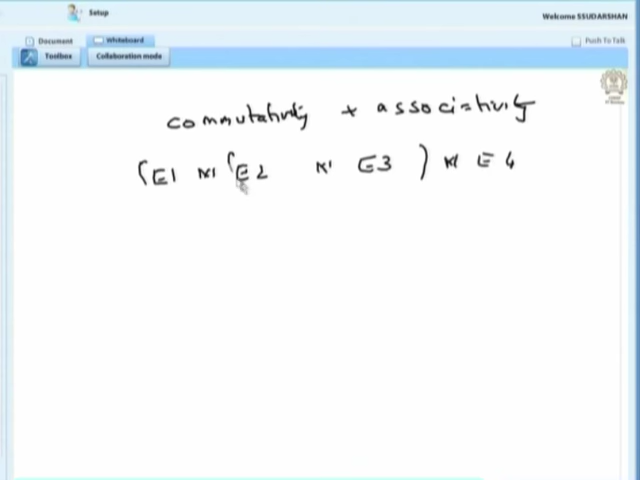 Setup
Welcome SSUDARSHAN
Document Whiteboard Push To Talk
Toolbox Collaboration mode
commutativity + associativity
(E1 ⋈ (E2 ⋈ E3) ⋈ E4